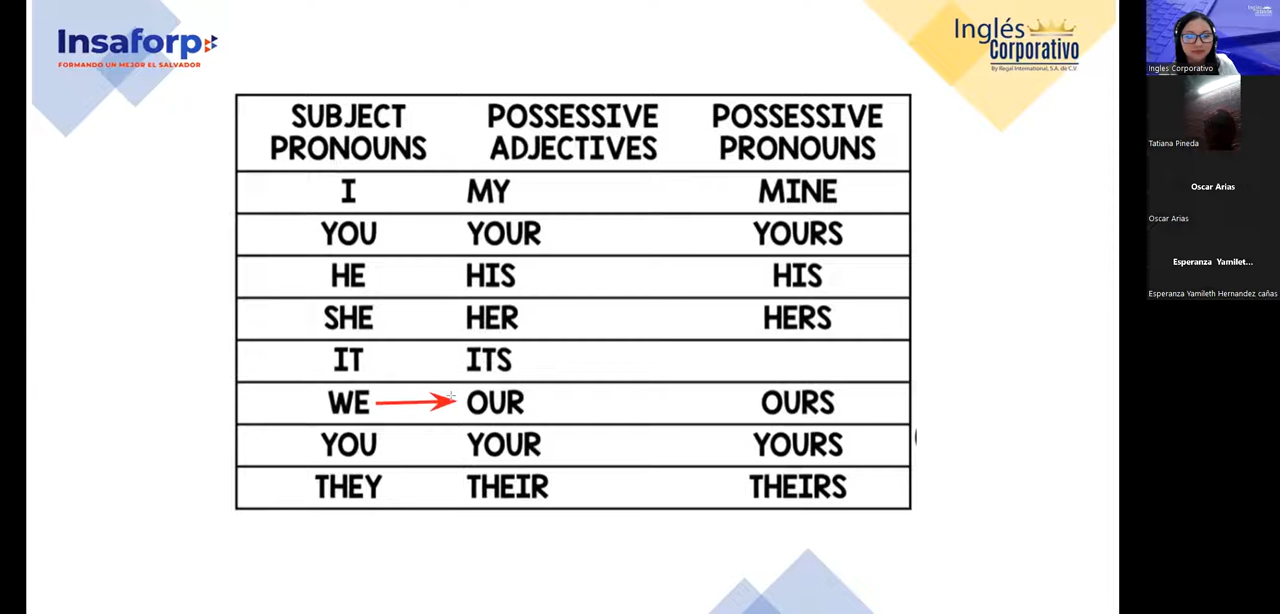 Insaforp
FORMANDO UN MEJOR EL SALVADOR
Inglés
Corporativo
By Regal International, S.A. de C.V.
SUBJECT PRONOUNS
POSSESSIVE ADJECTIVES
POSSESSIVE PRONOUNS
I MY MINE
YOU YOUR YOURS
HE HIS HIS
SHE HER HERS
IT ITS
WE OUR OURS
YOU YOUR YOURS
THEY THEIR THEIRS
Ingles Corporativo
Tatiana Pineda
Oscar Arias
Oscar Arias
Esperanza Yamilet...
Esperanza Yamileth Hernandez cañas